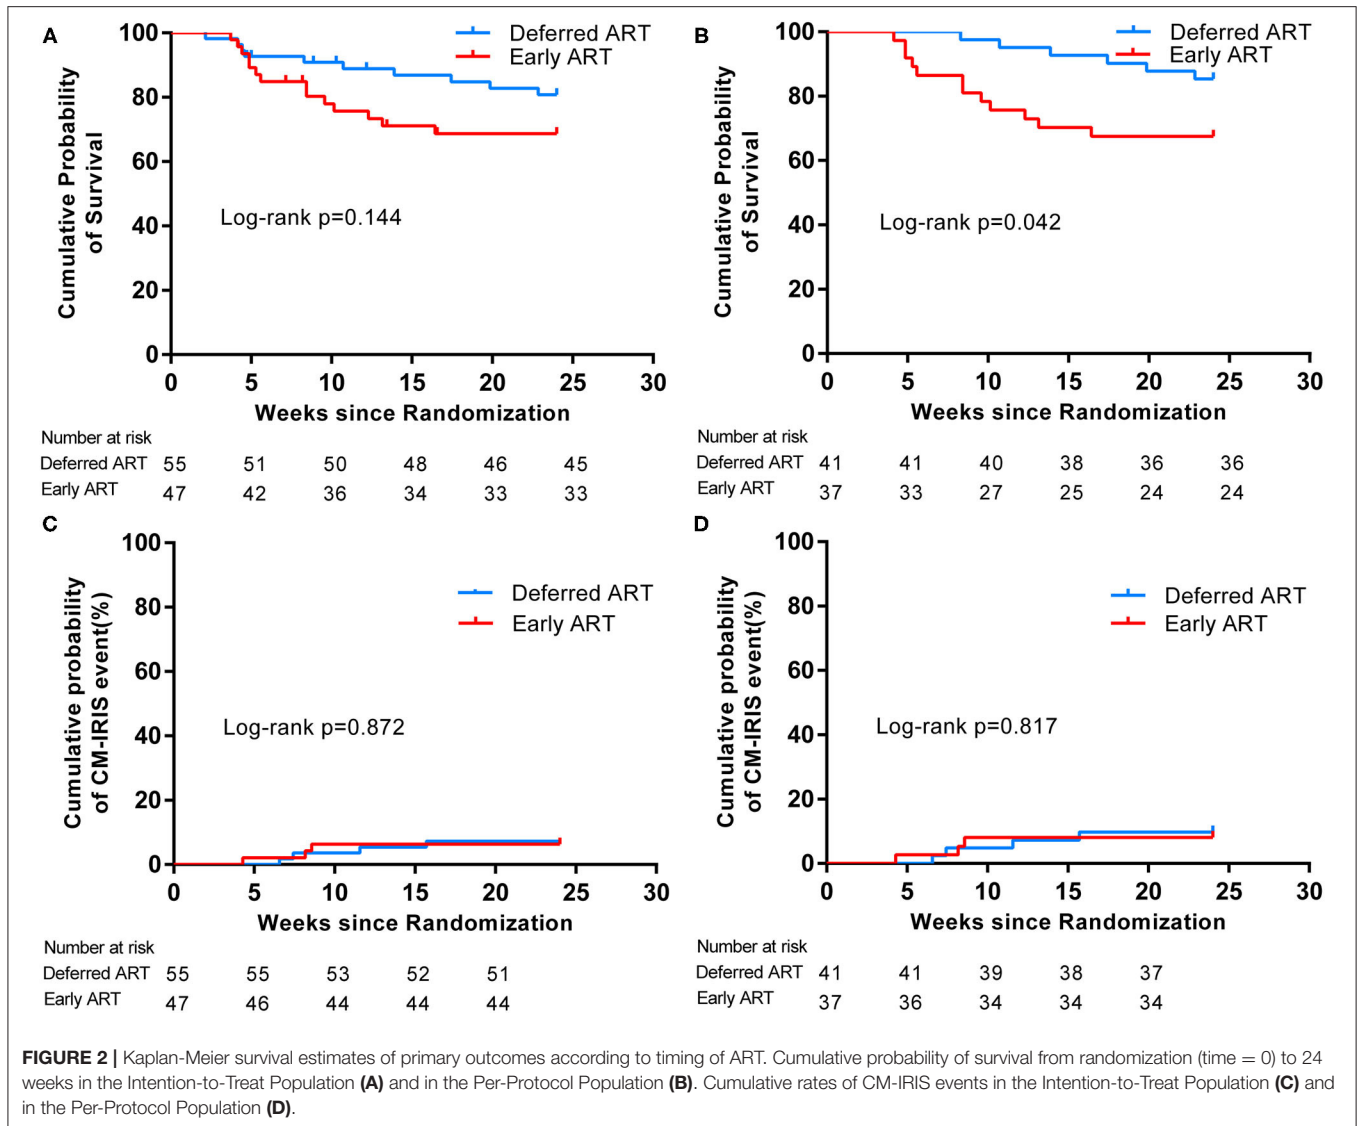 A
100
80
60
40
20
0
Cumulative Probability
of Survival
Deferred ART
Early ART
Log-rank p=0.144
0 5 10 15 20 25 30
Weeks since Randomization
Number at risk
Deferred ART 55 51 50 48 46 45
Early ART 47 42 36 34 33 33
B
100
80
60
40
20
0
Cumulative Probability
of Survival
Deferred ART
Early ART
Log-rank p=0.042
0 5 10 15 20 25 30
Weeks since Randomization
Number at risk
Deferred ART 41 41 40 38 36 36
Early ART 37 33 27 25 24 24
C
100
80
60
40
20
0
Cumulative probability
of CM-IRIS event(%)
Deferred ART
Early ART
Log-rank p=0.872
0 5 10 15 20 25 30
Weeks since Randomization
Number at risk
Deferred ART 55 55 53 52 51
Early ART 47 46 44 44 44
D
100
80
60
40
20
0
Cumulative probability
of CM-IRIS event(%)
Deferred ART
Early ART
Log-rank p=0.817
0 5 10 15 20 25 30
Weeks since Randomization
Number at risk
Deferred ART 41 41 39 38 37
Early ART 37 36 34 34 34
FIGURE 2 | Kaplan-Meier survival estimates of primary outcomes according to timing of ART. Cumulative probability of survival from randomization (time = 0) to 24
weeks in the Intention-to-Treat Population (A) and in the Per-Protocol Population (B). Cumulative rates of CM-IRIS events in the Intention-to-Treat Population (C) and
in the Per-Protocol Population (D).